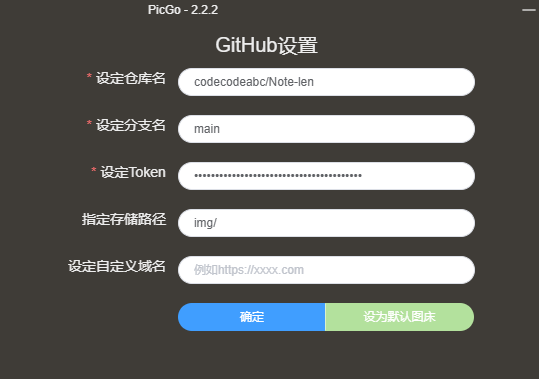 PicGo - 2.2.2
GitHub设置
* 设定仓库名 codecodeabc/Note-len
* 设定分支名 main
* 设定Token ••••••••••••••••••••••••••••••••••••••••
指定存储路径 img/
设定自定义域名 例如https://xxxx.com
确定 设为默认图床